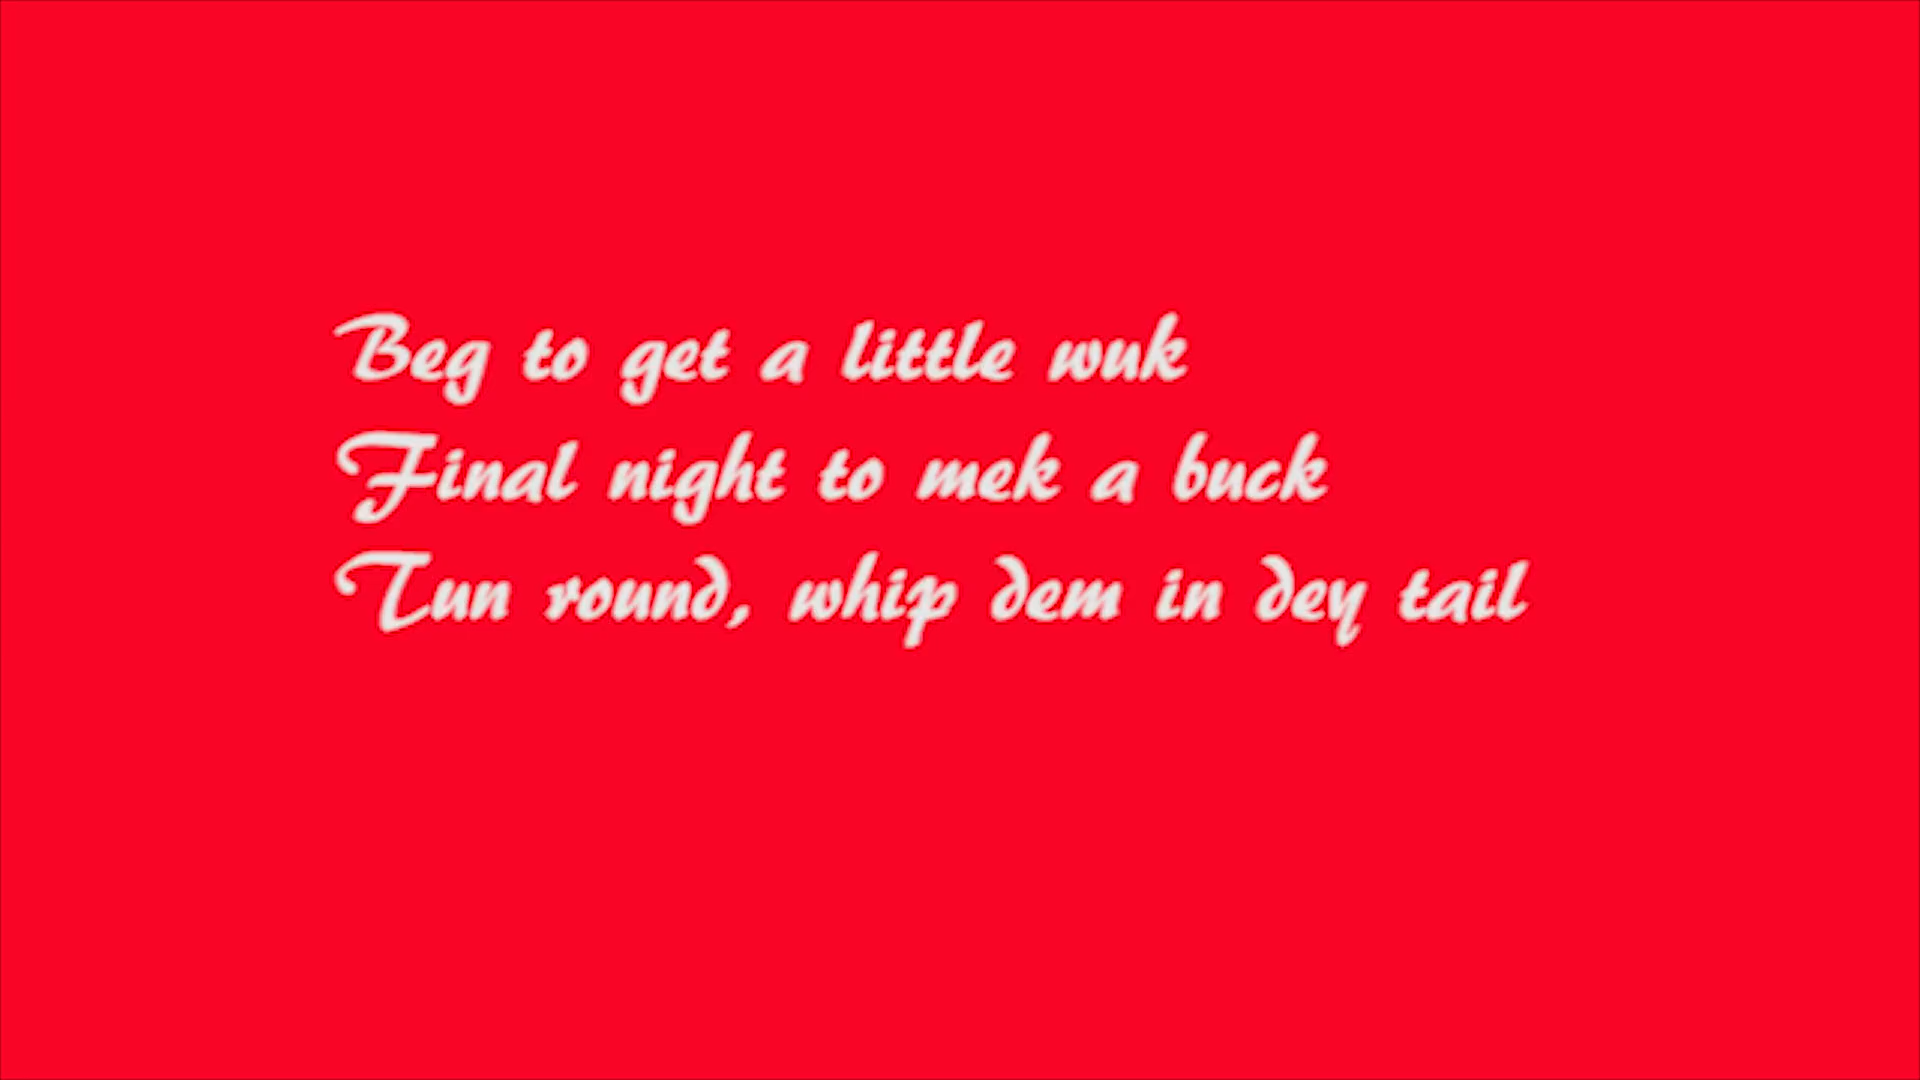 Beg to get a little wuk
Final night to mek a buck
Tun round, whip dem in dey tail